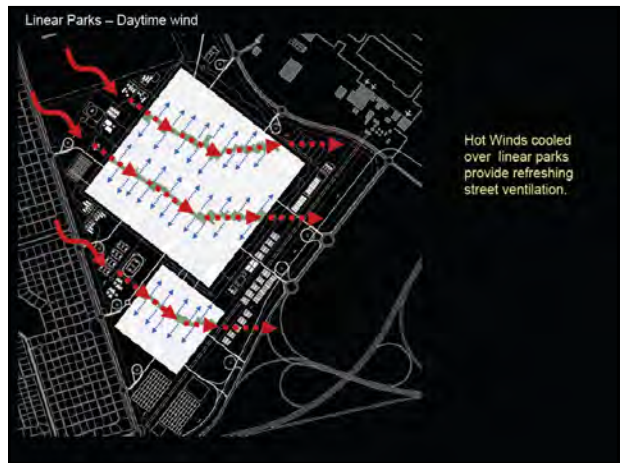 Linear Parks – Daytime wind
Hot Winds cooled
over linear parks
provide refreshing
street ventilation.